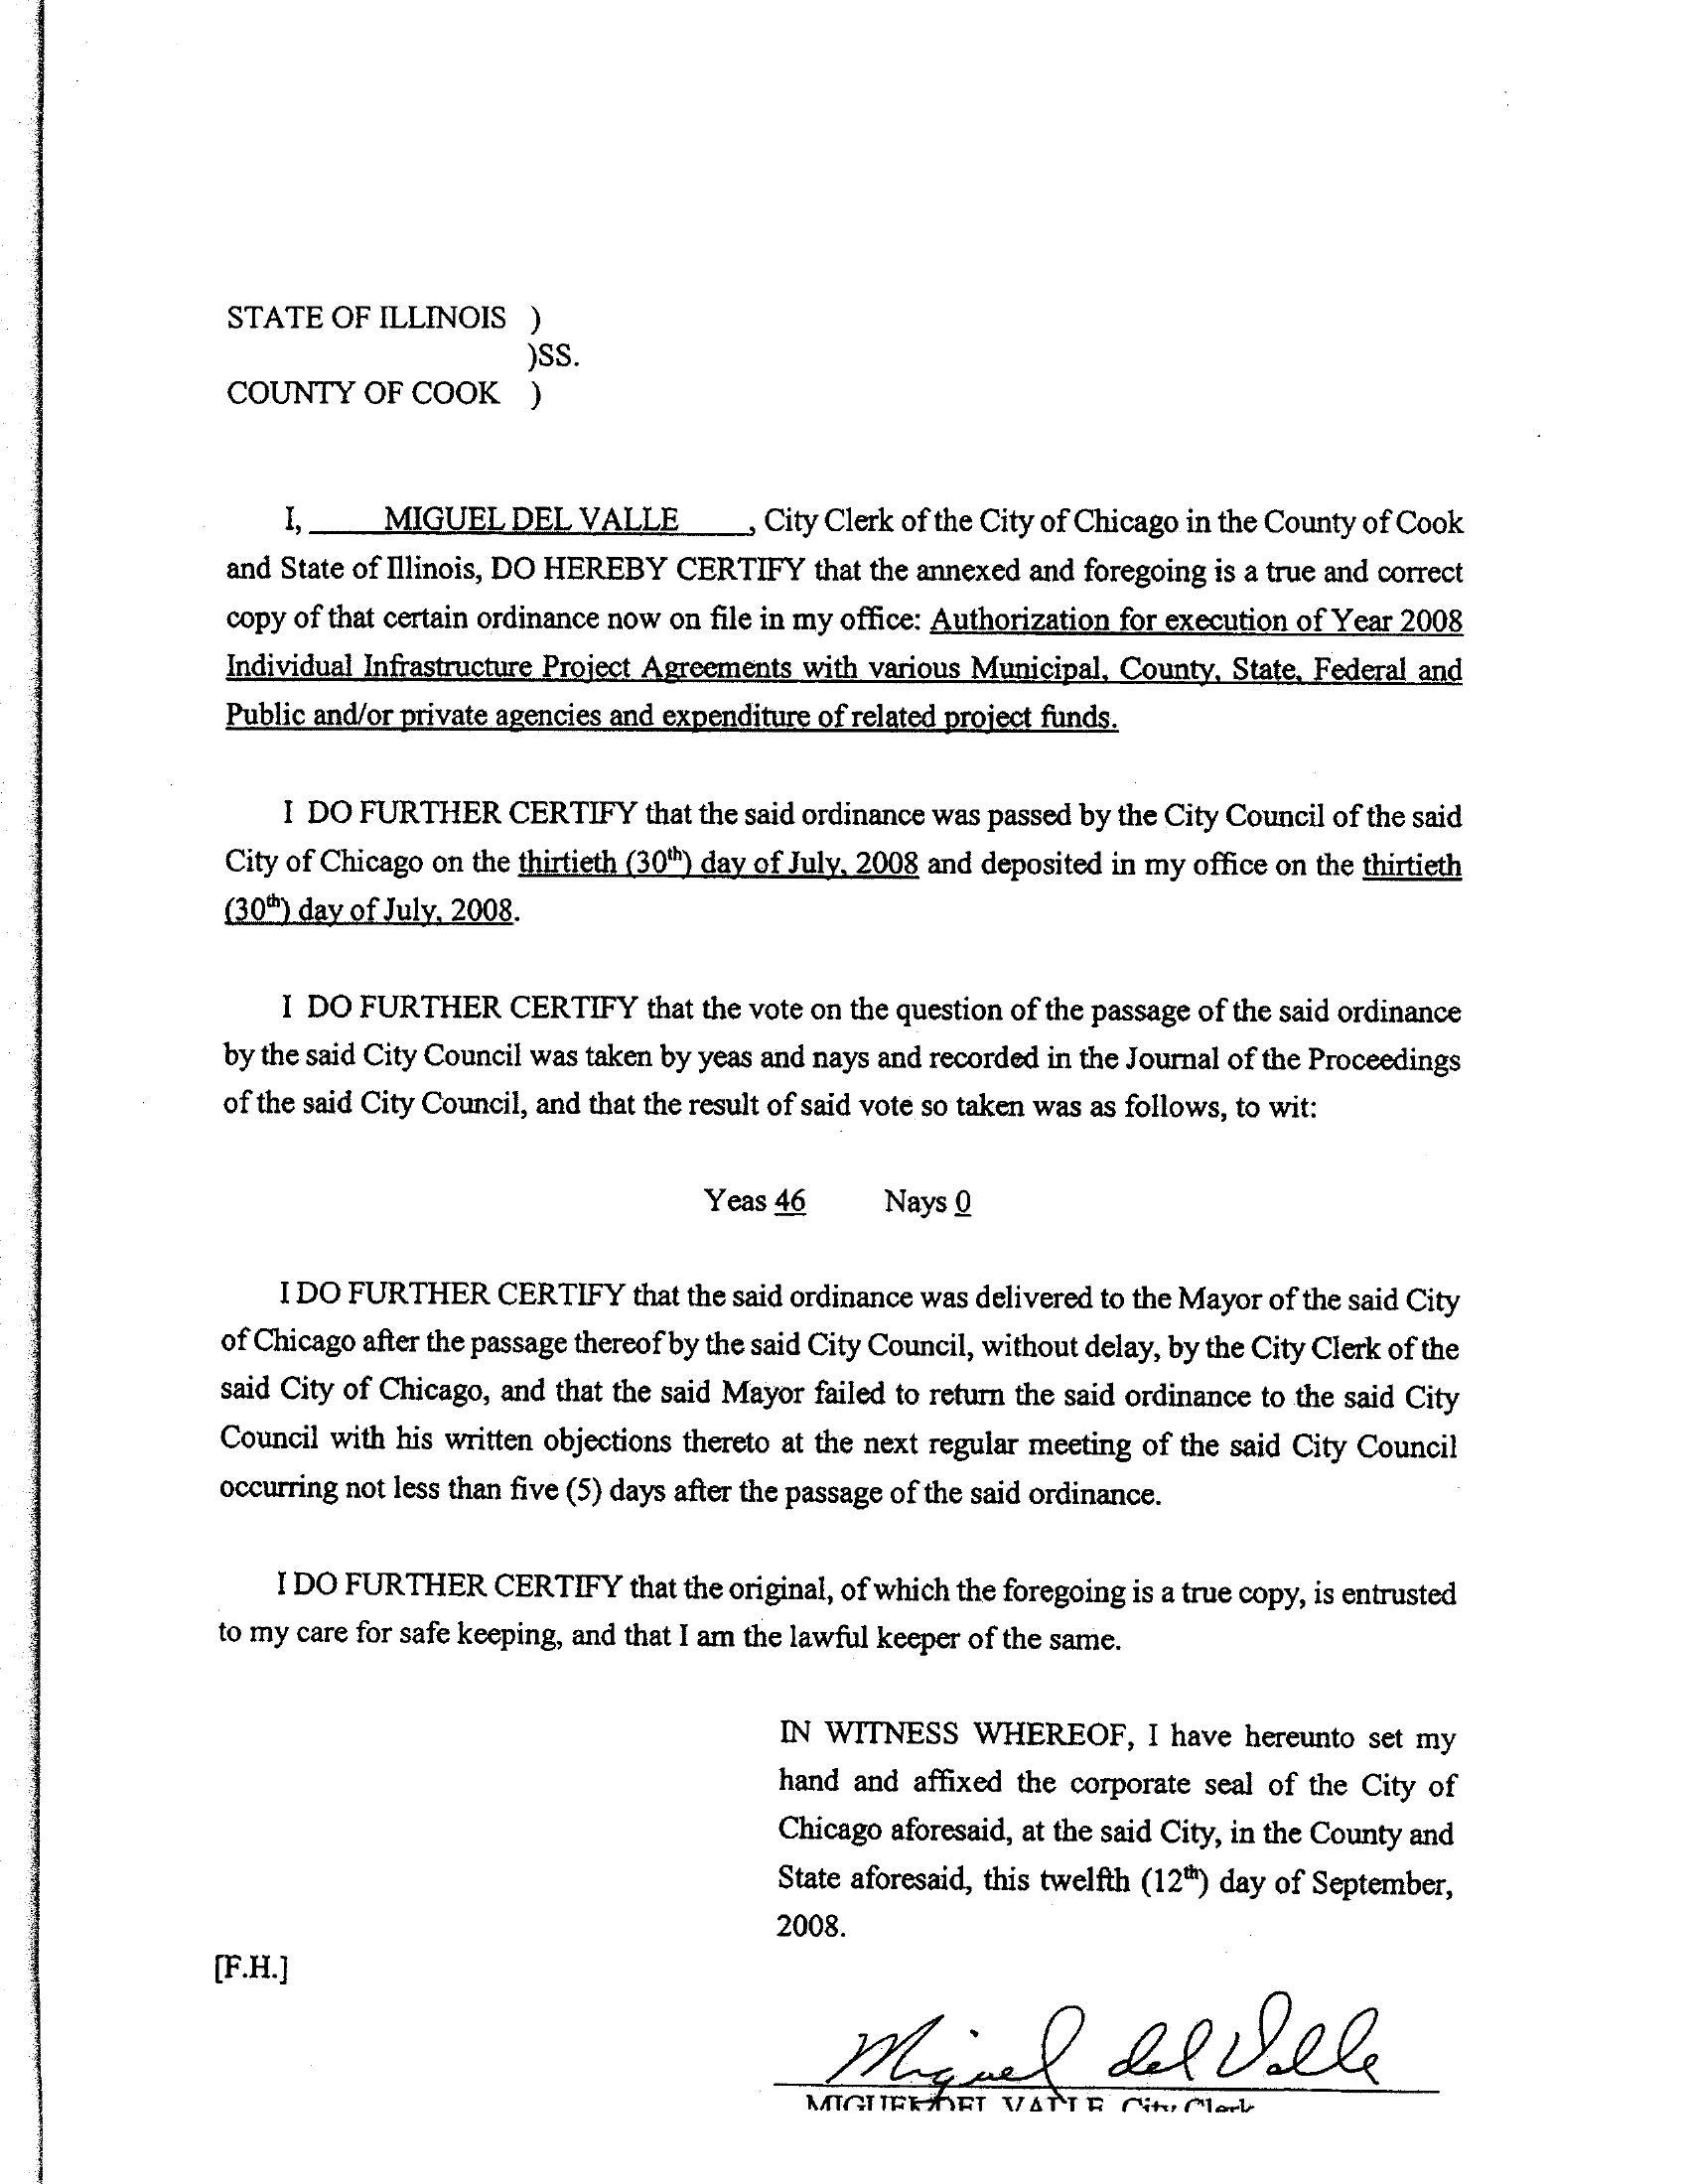 STATE OF ILLINOIS )
)SS.
COUNTY OF COOK )
I, MIGUEL DEL VALLE , City Clerk of the City of Chicago in the County of Cook
and State of Illinois, DO HEREBY CERTIFY that the annexed and foregoing is a true and correct
copy of that certain ordinance now on file in my office: Authorization for execution of Year 2008
Individual Infrastructure Project Agreements with various Municipal, County, State, Federal and
Public and/or private agencies and expenditure of related project funds.
I DO FURTHER CERTIFY that the said ordinance was passed by the City Council of the said
City of Chicago on the thirtieth (30th) day of July, 2008 and deposited in my office on the thirtieth
(30th) day of July, 2008.
I DO FURTHER CERTIFY that the vote on the question of the passage of the said ordinance
by the said City Council was taken by yeas and nays and recorded in the Journal of the Proceedings
of the said City Council, and that the result of said vote so taken was as follows, to wit:
Yeas 46 Nays 0
I DO FURTHER CERTIFY that the said ordinance was delivered to the Mayor of the said City
of Chicago after the passage thereof by the said City Council, without delay, by the City Clerk of the
said City of Chicago, and that the said Mayor failed to return the said ordinance to the said City
Council with his written objections thereto at the next regular meeting of the said City Council
occurring not less than five (5) days after the passage of the said ordinance.
I DO FURTHER CERTIFY that the original, of which the foregoing is a true copy, is entrusted
to my care for safe keeping, and that I am the lawful keeper of the same.
IN WITNESS WHEREOF, I have hereunto set my
hand and affixed the corporate seal of the City of
Chicago aforesaid, at the said City, in the County and
State aforesaid, this twelfth (12th) day of September,
2008.
[F.H.]
Miguel del Valle
MIGUEL DEL VALLE, City Clerk